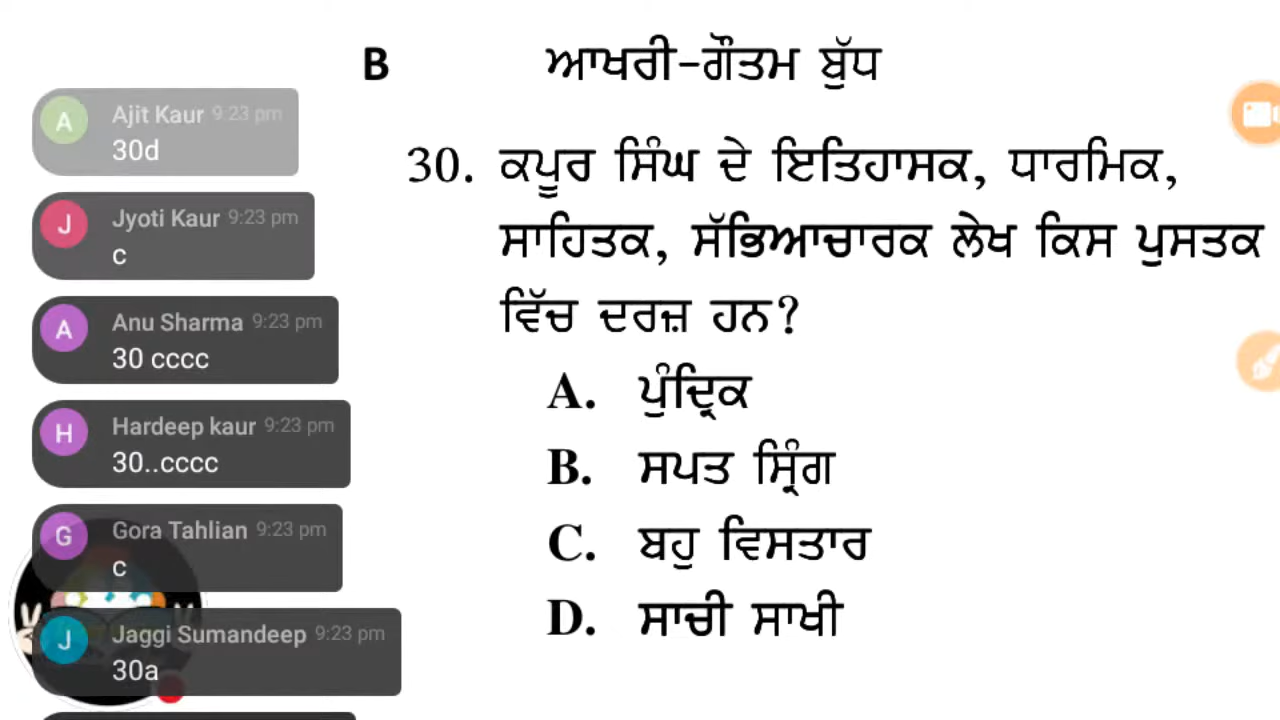 B ਆਖਰੀ-ਗੌਤਮ ਬੁੱਧ
30. ਕਪੂਰ ਸਿੰਘ ਦੇ ਇਤਿਹਾਸਕ, ਧਾਰਮਿਕ,
ਸਾਹਿਤਕ, ਸੱਭਿਆਚਾਰਕ ਲੇਖ ਕਿਸ ਪੁਸਤਕ
ਵਿੱਚ ਦਰਜ਼ ਹਨ?
A. ਪੁੰਦ੍ਰਿਕ
B. ਸਪਤ ਸ੍ਰਿੰਗ
C. ਬਹੁ ਵਿਸਤਾਰ
D. ਸਾਚੀ ਸਾਖੀ
A Ajit Kaur 9:23 pm
30d
J Jyoti Kaur 9:23 pm
c
A Anu Sharma 9:23 pm
30 cccc
H Hardeep kaur 9:23 pm
30..cccc
G Gora Tahlian 9:23 pm
c
J Jaggi Sumandeep 9:23 pm
30a